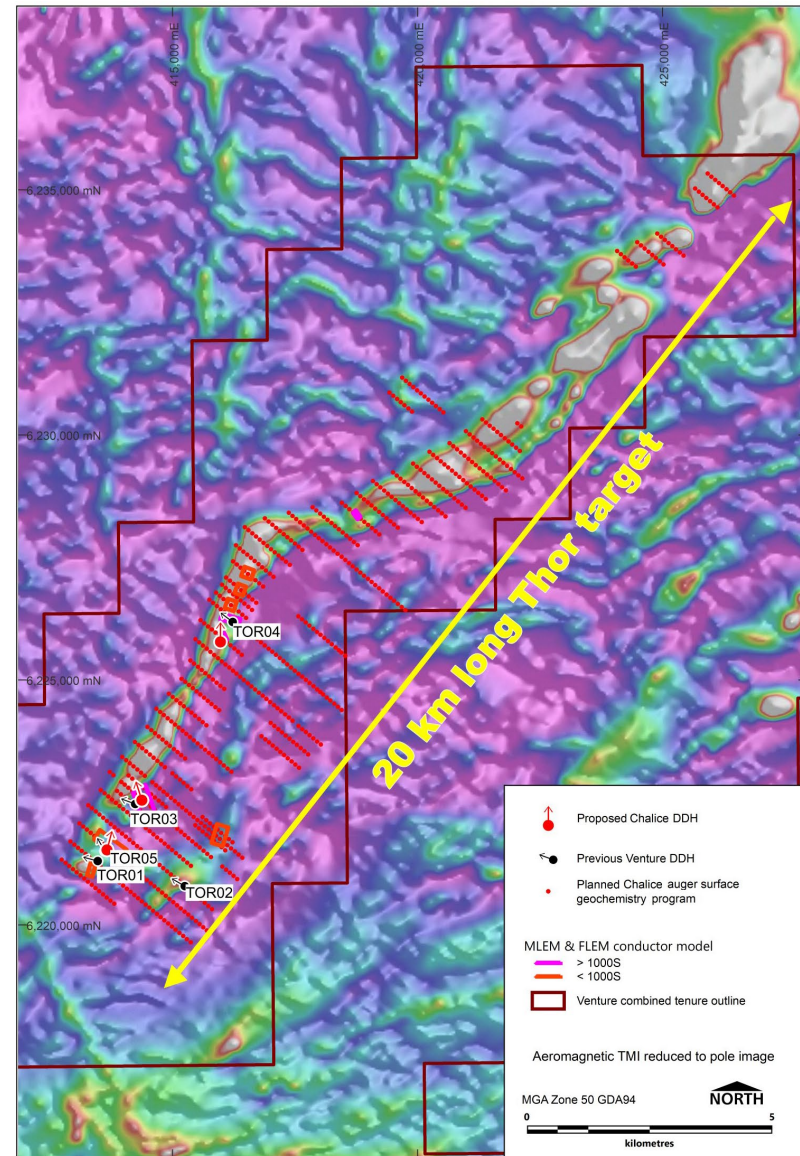 415,000 mE
420,000 mE
425,000 mE
6,235,000 mN
6,230,000 mN
6,225,000 mN
6,220,000 mN
20 km long Thor target
TOR04
TOR03
TOR05
TOR01
TOR02
Proposed Chalice DDH
Previous Venture DDH
Planned Chalice auger surface
geochemistry program
MLEM & FLEM conductor model
> 1000S
< 1000S
Venture combined tenure outline
Aeromagnetic TMI reduced to pole image
MGA Zone 50 GDA94
NORTH
0
5
kilometres